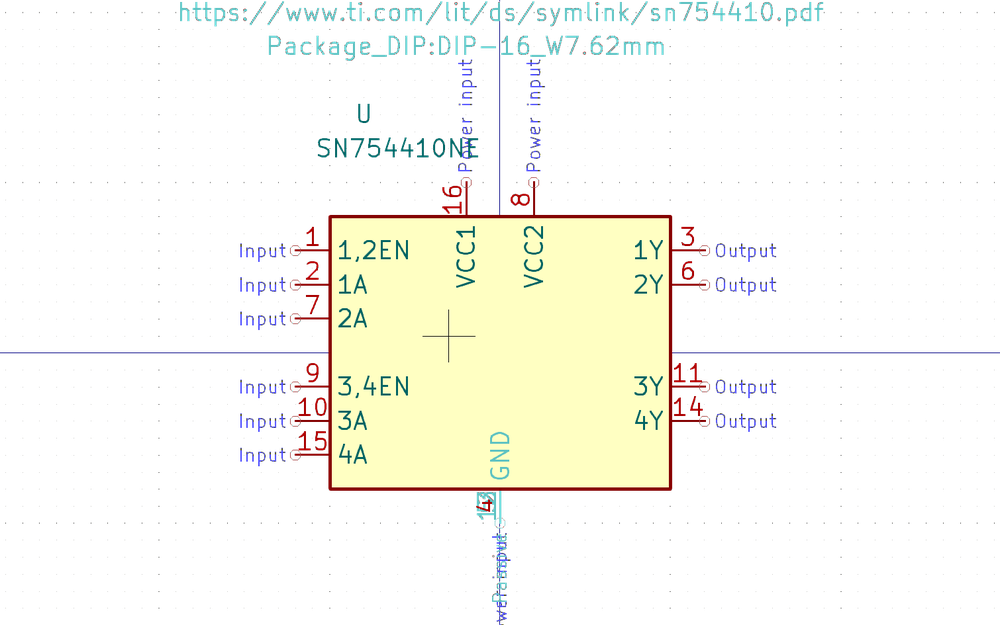 https://www.ti.com/lit/ds/symlink/sn754410.pdf
Package_DIP:DIP-16_W7.62mm
U
SN754410NE
Power input
Power input
16
8
VCC1
VCC2
Input 1 1,2EN
Input 2 1A
Input 7 2A
Input 9 3,4EN
Input 10 3A
Input 15 4A
1Y 3 Output
2Y 6 Output
3Y 11 Output
4Y 14 Output
GND
4